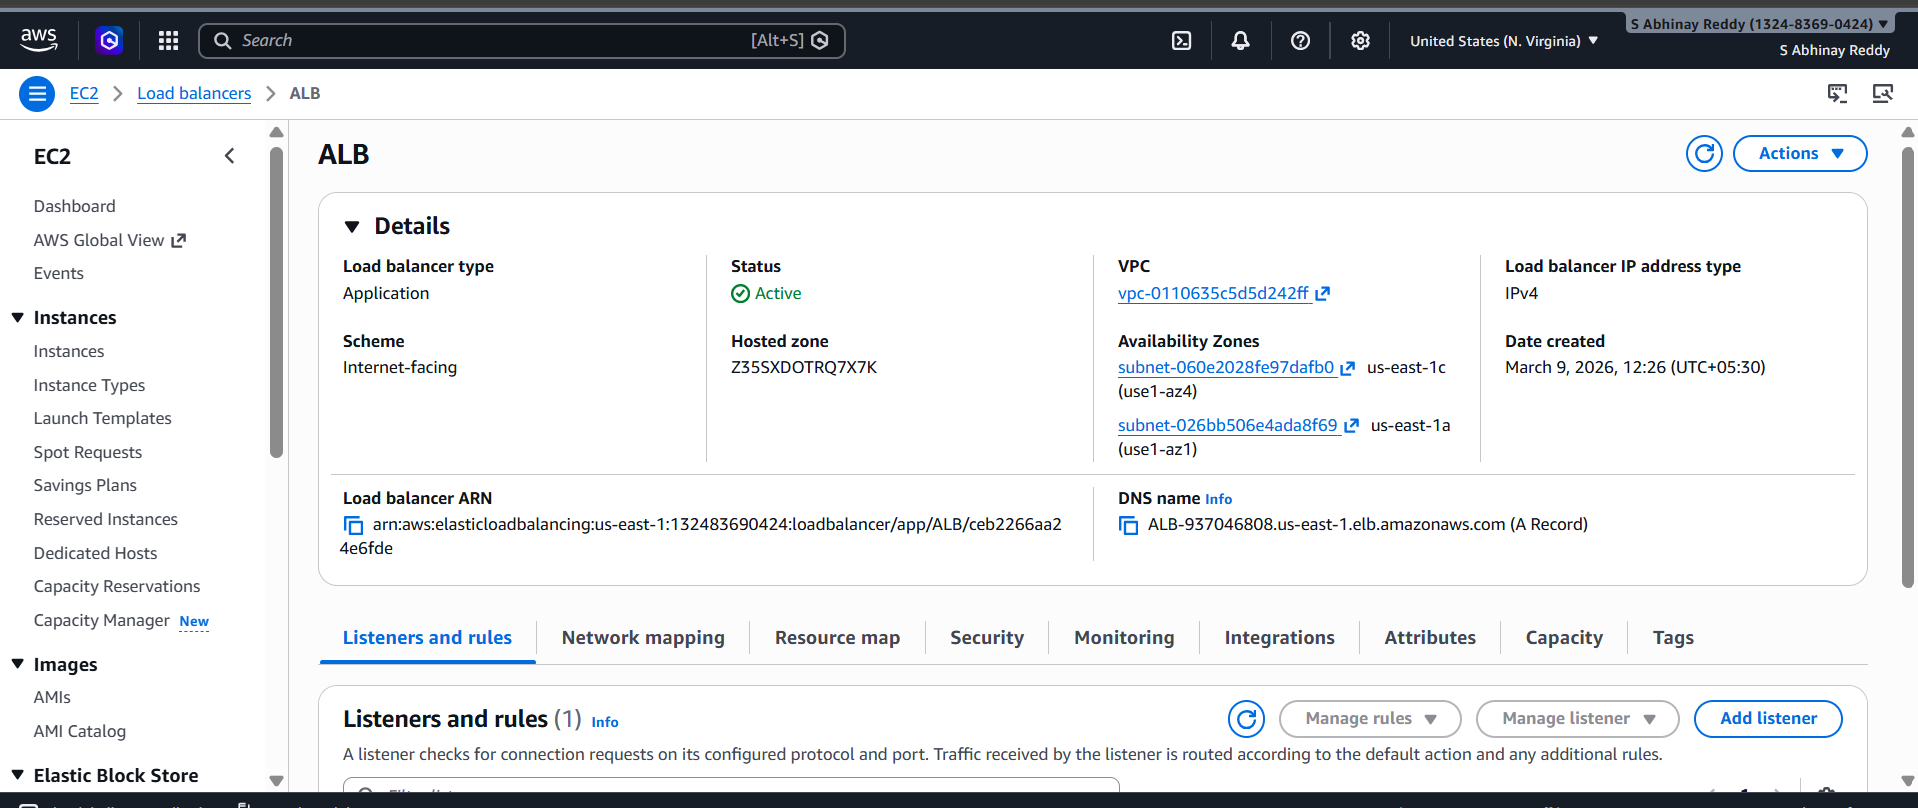 aws
Search [Alt+S]
United States (N. Virginia)
S Abhinay Reddy (1324-8369-0424)
S Abhinay Reddy
EC2 Load balancers ALB
EC2
Dashboard
AWS Global View
Events
Instances
Instances
Instance Types
Launch Templates
Spot Requests
Savings Plans
Reserved Instances
Dedicated Hosts
Capacity Reservations
Capacity Manager New
Images
AMIs
AMI Catalog
Elastic Block Store
ALB
Actions
Details
Load balancer type
Application
Status
Active
VPC
vpc-0110635c5d5d242ff
Load balancer IP address type
IPv4
Scheme
Internet-facing
Hosted zone
Z35SXDOTRQ7X7K
Availability Zones
subnet-060e2028fe97dafb0 us-east-1c
(use1-az4)
subnet-026bb506e4ada8f69 us-east-1a
(use1-az1)
Date created
March 9, 2026, 12:26 (UTC+05:30)
Load balancer ARN
arn:aws:elasticloadbalancing:us-east-1:132483690424:loadbalancer/app/ALB/ceb2266aa2
4e6fde
DNS name Info
ALB-937046808.us-east-1.elb.amazonaws.com (A Record)
Listeners and rules Network mapping Resource map Security Monitoring Integrations Attributes Capacity Tags
Listeners and rules (1) Info
Manage rules Manage listener Add listener
A listener checks for connection requests on its configured protocol and port. Traffic received by the listener is routed according to the default action and any additional rules.